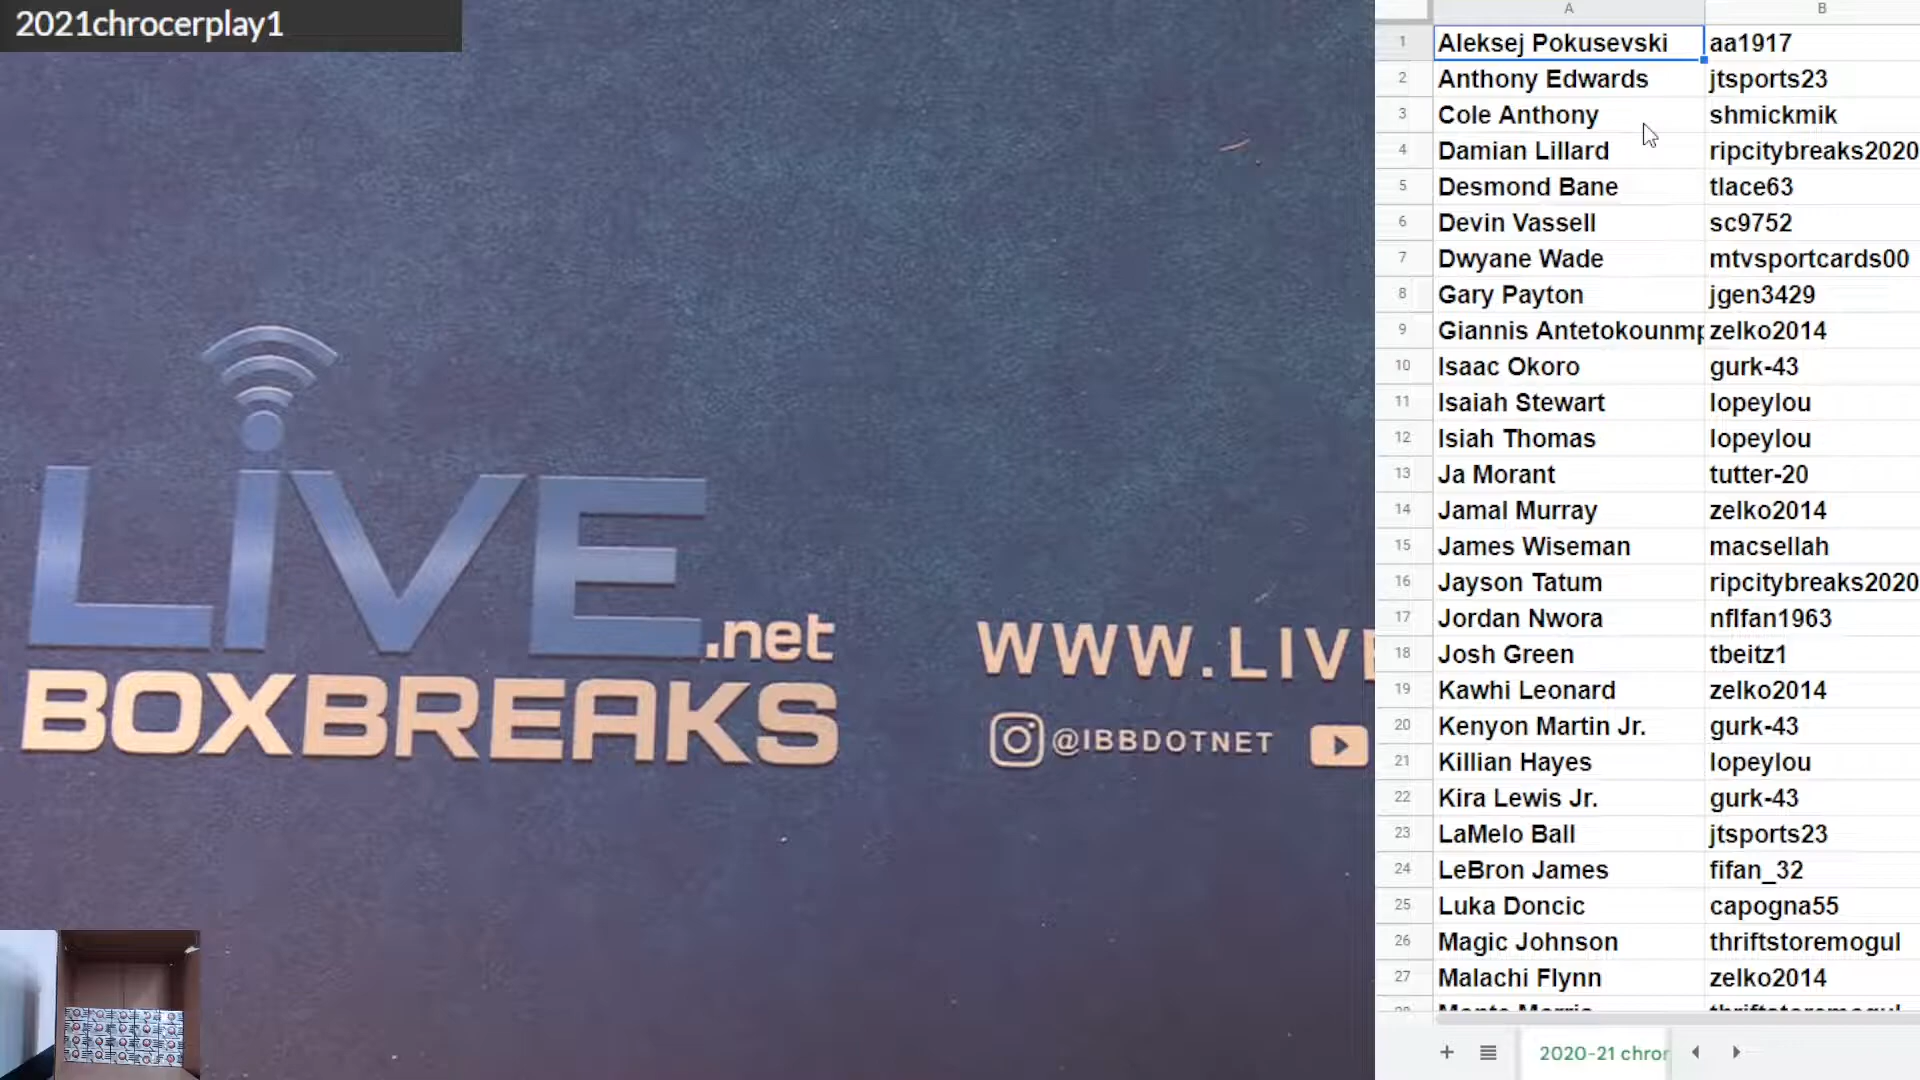 2021chrocerplay1
LIVE.net
BOXBREAKS
WWW.LIVE
@IBBDOTNET
A B
1 Aleksej Pokusevski aa1917
2 Anthony Edwards jtsports23
3 Cole Anthony shmickmik
4 Damian Lillard ripcitybreaks2020
5 Desmond Bane tlace63
6 Devin Vassell sc9752
7 Dwyane Wade mtvsportcards00
8 Gary Payton jgen3429
9 Giannis Antetokounmp zelko2014
10 Isaac Okoro gurk-43
11 Isaiah Stewart lopeylou
12 Isiah Thomas lopeylou
13 Ja Morant tutter-20
14 Jamal Murray zelko2014
15 James Wiseman macsellah
16 Jayson Tatum ripcitybreaks2020
17 Jordan Nwora nflfan1963
18 Josh Green tbeitz1
19 Kawhi Leonard zelko2014
20 Kenyon Martin Jr. gurk-43
21 Killian Hayes lopeylou
22 Kira Lewis Jr. gurk-43
23 LaMelo Ball jtsports23
24 LeBron James fifan_32
25 Luka Doncic capogna55
26 Magic Johnson thriftstoremogul
27 Malachi Flynn zelko2014
2020-21 chror